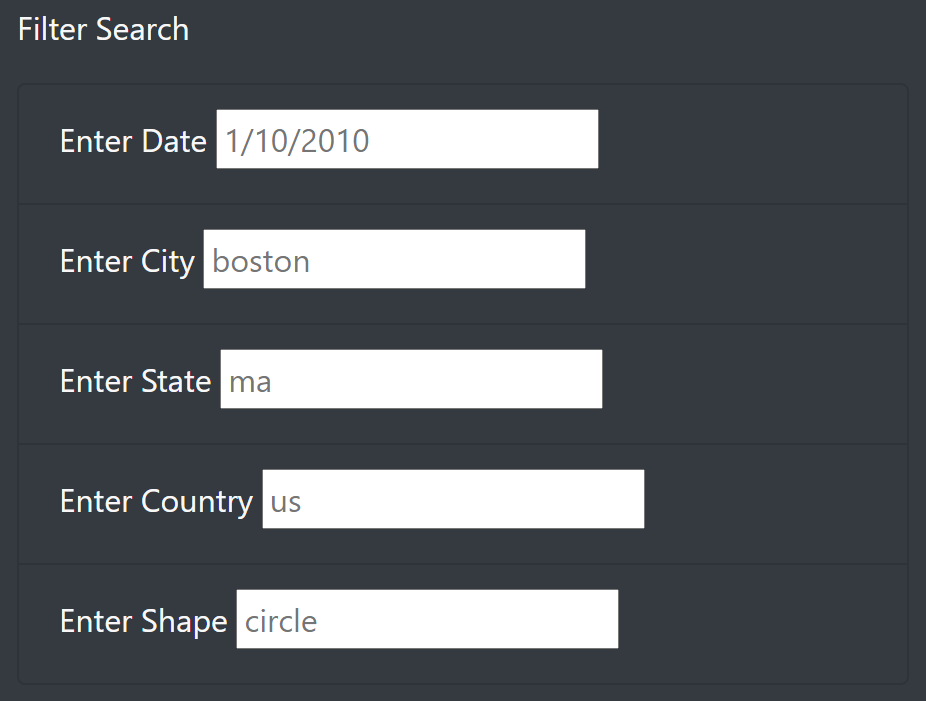 Filter Search
Enter Date 1/10/2010
Enter City boston
Enter State ma
Enter Country us
Enter Shape circle